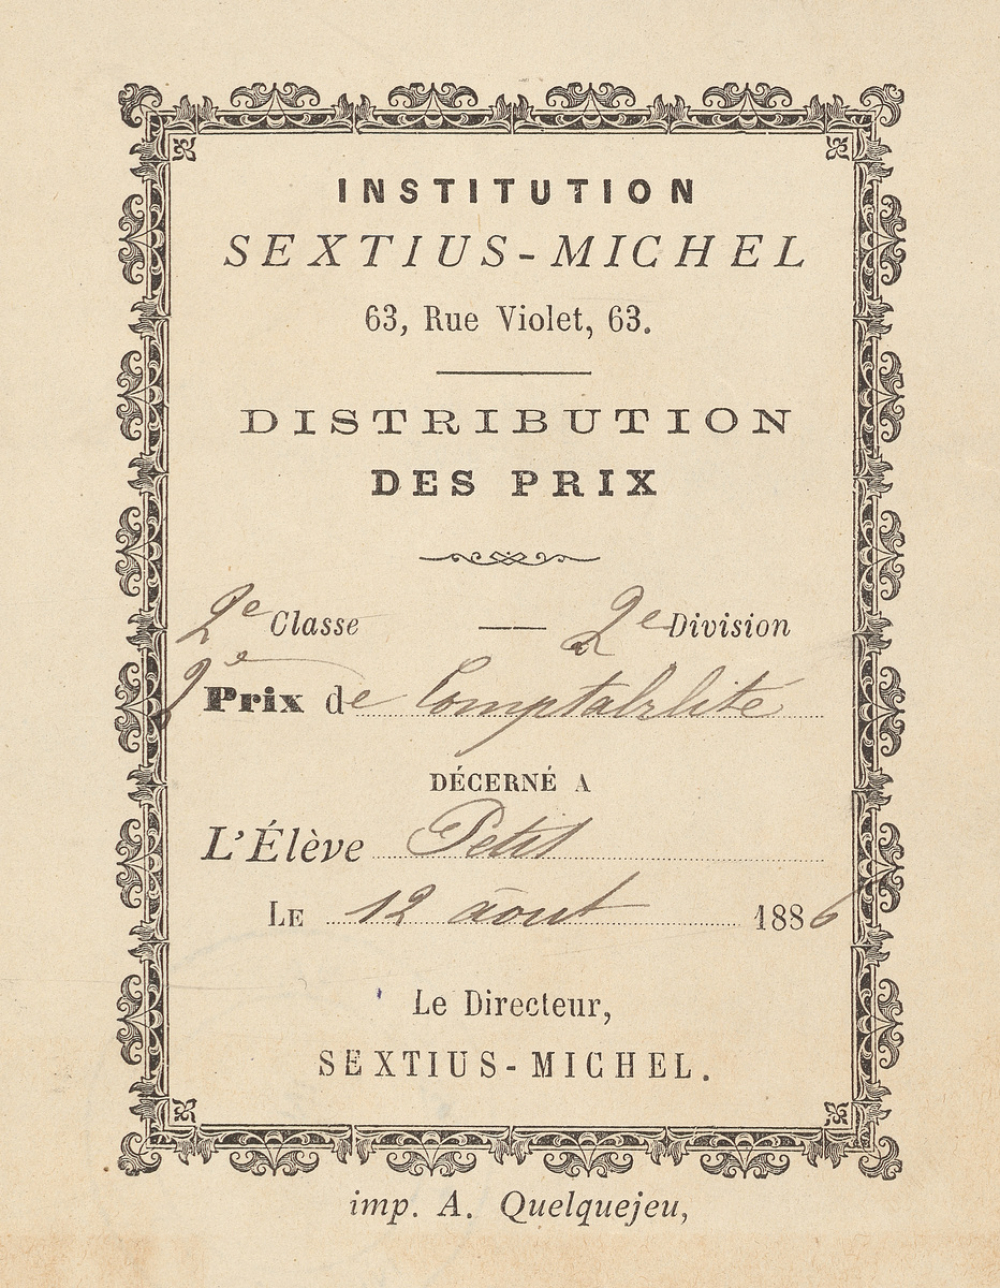 INSTITUTION
SEXTIUS-MICHEL
63, Rue Violet, 63.
DISTRIBUTION
DES PRIX
2e Classe — 2e Division
2e Prix de Comptabilité
DÉCERNÉ A
L'Élève Petit
LE 12 août 1886
Le Directeur,
SEXTIUS-MICHEL.
imp. A. Quelquejeu,